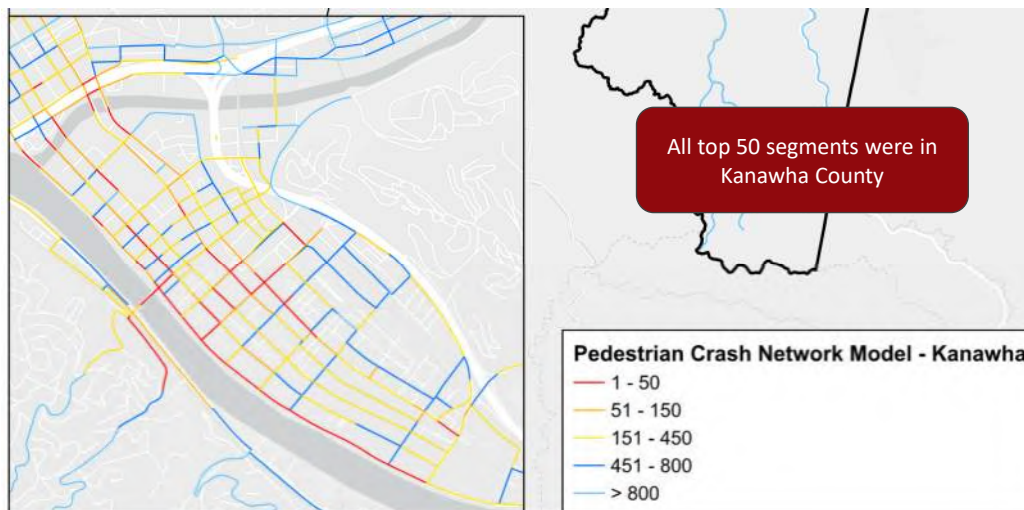 All top 50 segments were in
Kanawha County
Pedestrian Crash Network Model - Kanawha
1 - 50
51 - 150
151 - 450
451 - 800
> 800